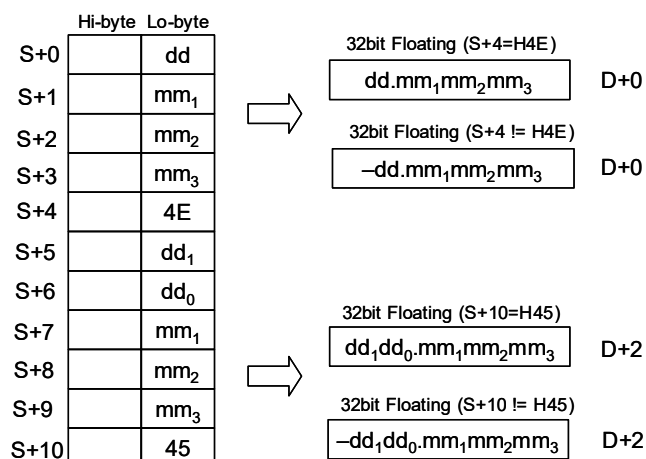 Hi-byte Lo-byte
S+0 dd
S+1 mm₁
S+2 mm₂
S+3 mm₃
S+4 4E
S+5 dd₁
S+6 dd₀
S+7 mm₁
S+8 mm₂
S+9 mm₃
S+10 45
32bit Floating (S+4=H4E)
dd.mm₁mm₂mm₃ D+0
32bit Floating (S+4 != H4E)
–dd.mm₁mm₂mm₃ D+0
32bit Floating (S+10=H45)
dd₁dd₀.mm₁mm₂mm₃ D+2
32bit Floating (S+10 != H45)
–dd₁dd₀.mm₁mm₂mm₃ D+2